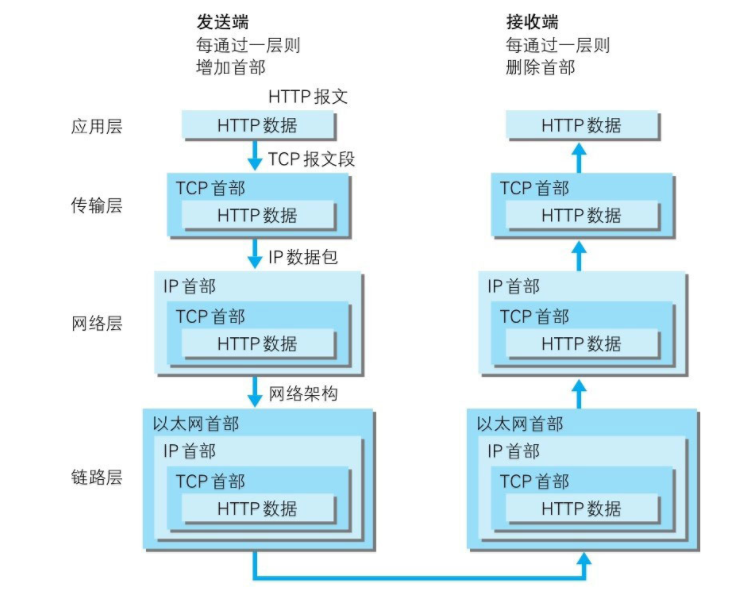 发送端
每通过一层则
增加首部
接收端
每通过一层则
删除首部
HTTP 报文
应用层
HTTP 数据
HTTP 数据
TCP 报文段
传输层
TCP 首部
HTTP 数据
TCP 首部
HTTP 数据
IP 数据包
网络层
IP 首部
TCP 首部
HTTP 数据
IP 首部
TCP 首部
HTTP 数据
网络架构
链路层
以太网首部
IP 首部
TCP 首部
HTTP 数据
以太网首部
IP 首部
TCP 首部
HTTP 数据